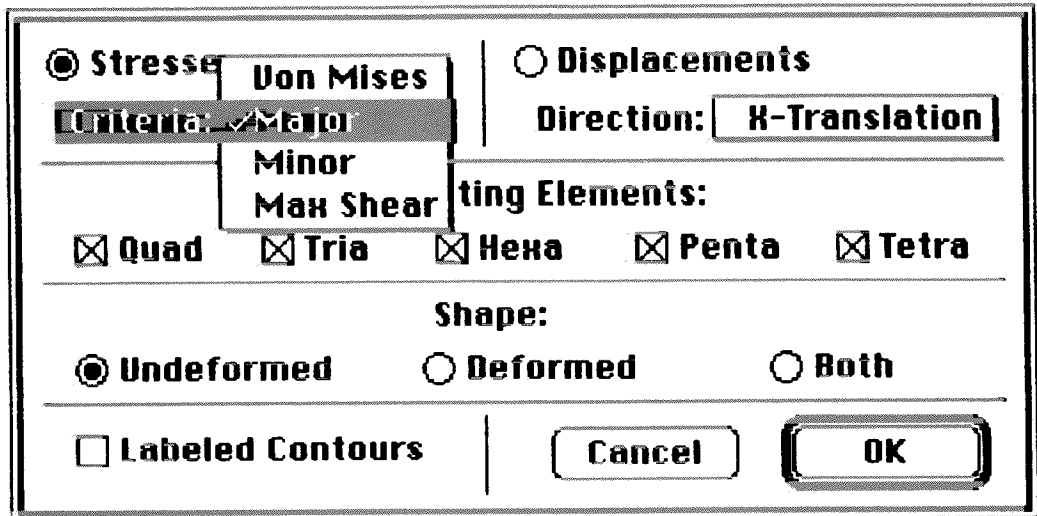 Stresse
Displacements
Von Mises
Criteria: ✓Major
Direction: X-Translation
Minor
Max Shear
ting Elements:
Quad Tria Hexa Penta Tetra
Shape:
Undeformed Deformed Both
Labeled Contours Cancel OK